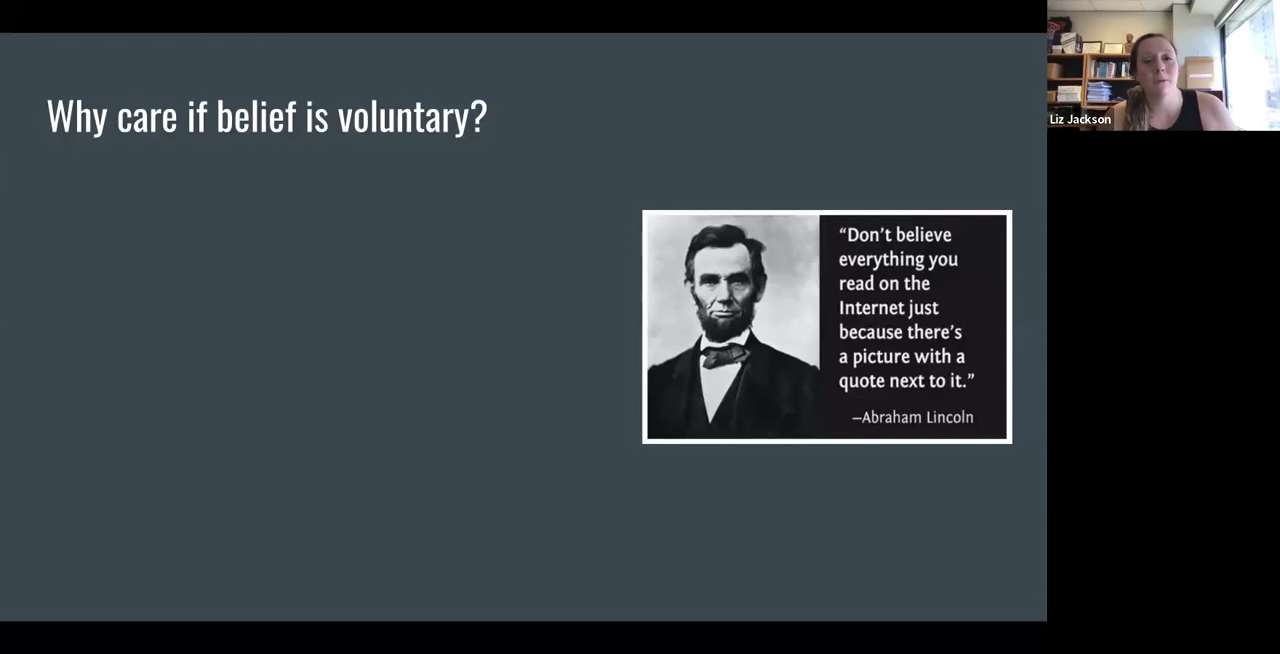 Why care if belief is voluntary?
“Don’t believe
everything you
read on the
Internet just
because there’s
a picture with a
quote next to it.”
–Abraham Lincoln
Liz Jackson